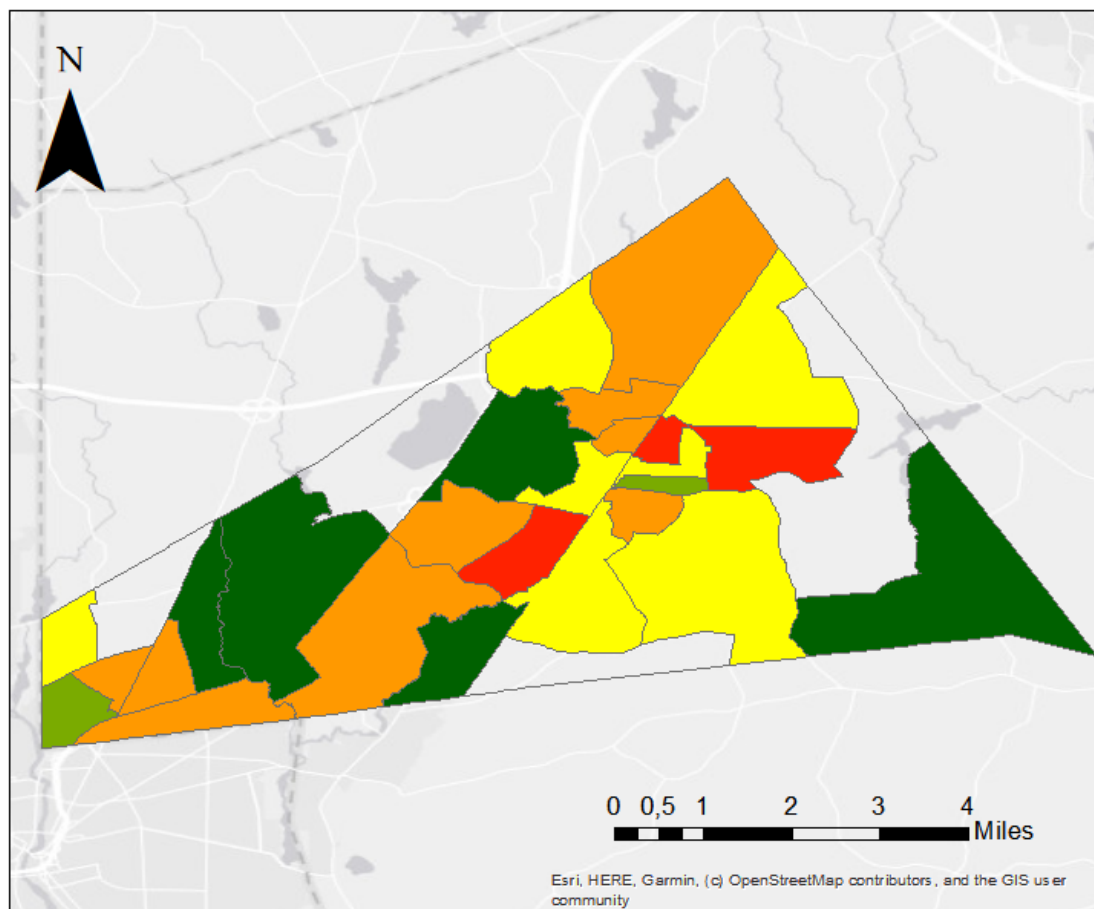 N
0 0,5 1 2 3 4
Miles
Esri, HERE, Garmin, (c) OpenStreetMap contributors, and the GIS user
community